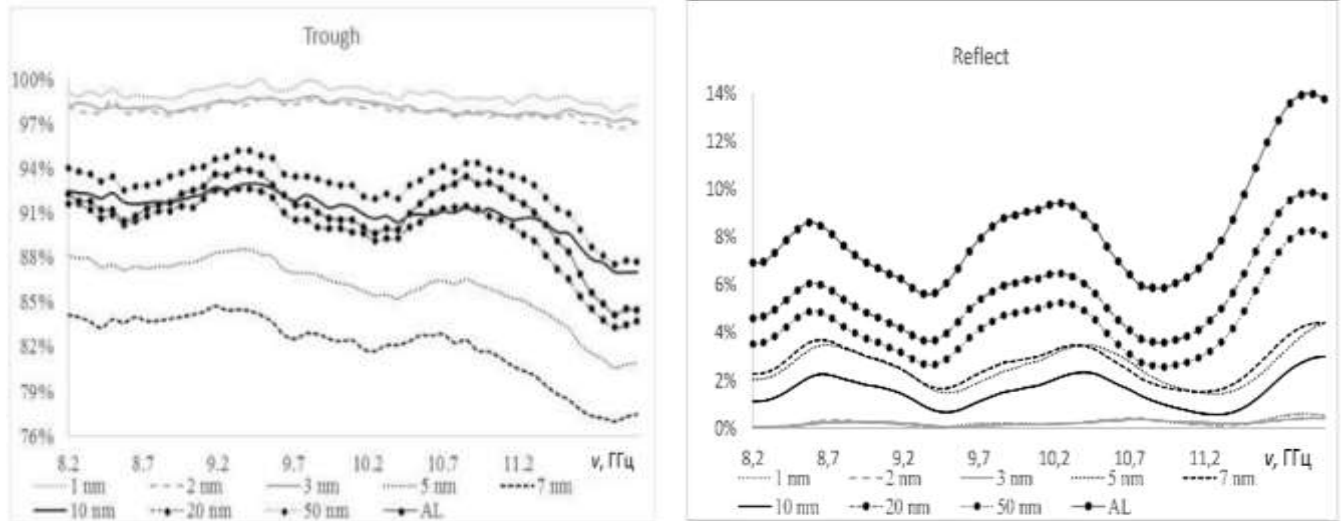 Trough
100%
97%
94%
91%
88%
85%
82%
79%
76%
8,2 8,7 9,2 9,7 10,2 10,7 11,2 ν, ГГц
1 nm 2 nm 3 nm 5 nm 7 nm
10 nm 20 nm 50 nm AL
Reflect
14%
12%
10%
8%
6%
4%
2%
0%
8,2 8,7 9,2 9,7 10,2 10,7 11,2 ν, ГГц
1 nm 2 nm 3 nm 5 nm 7 nm
10 nm 20 nm 50 nm AL